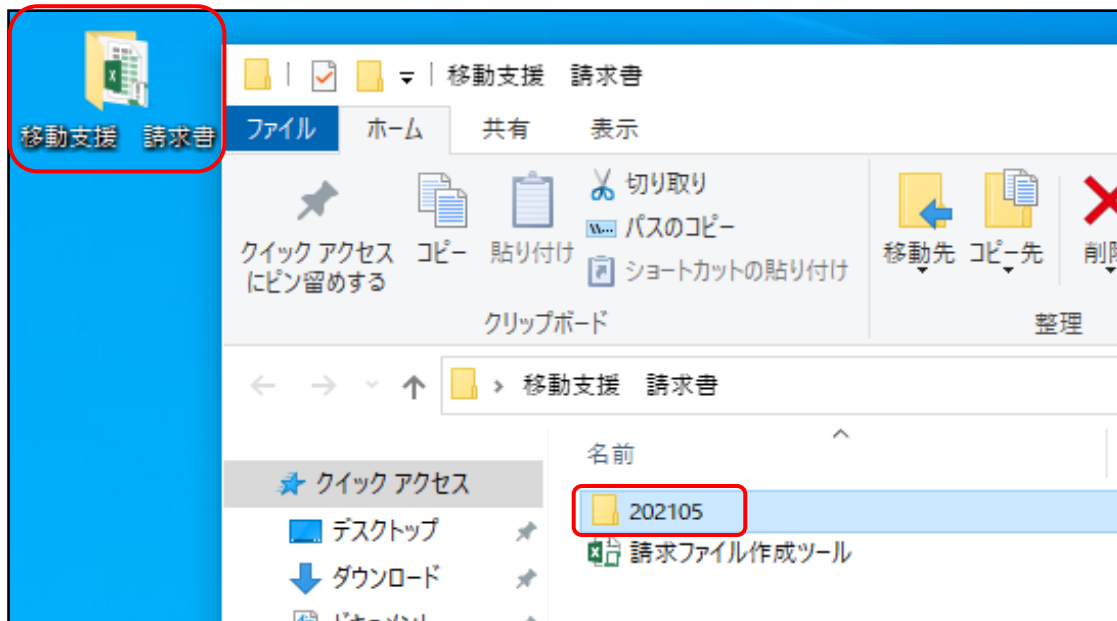 移動支援　請求書
移動支援　請求書
ファイル ホーム 共有 表示
クイック アクセス
にピン留めする
コピー
貼り付け
切り取り
パスのコピー
ショートカットの貼り付け
移動先
コピー先
クリップボード
整理
移動支援　請求書
名前
クイック アクセス
デスクトップ
ダウンロード
202105
請求ファイル作成ツール